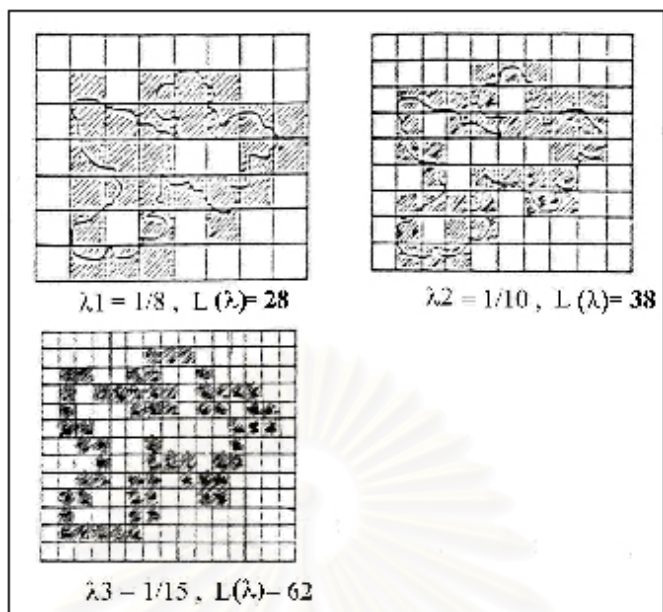 λ1 = 1/8 , L (λ)= 28
λ2 = 1/10 , L (λ)= 38
λ3 – 1/15 , L(λ)– 62